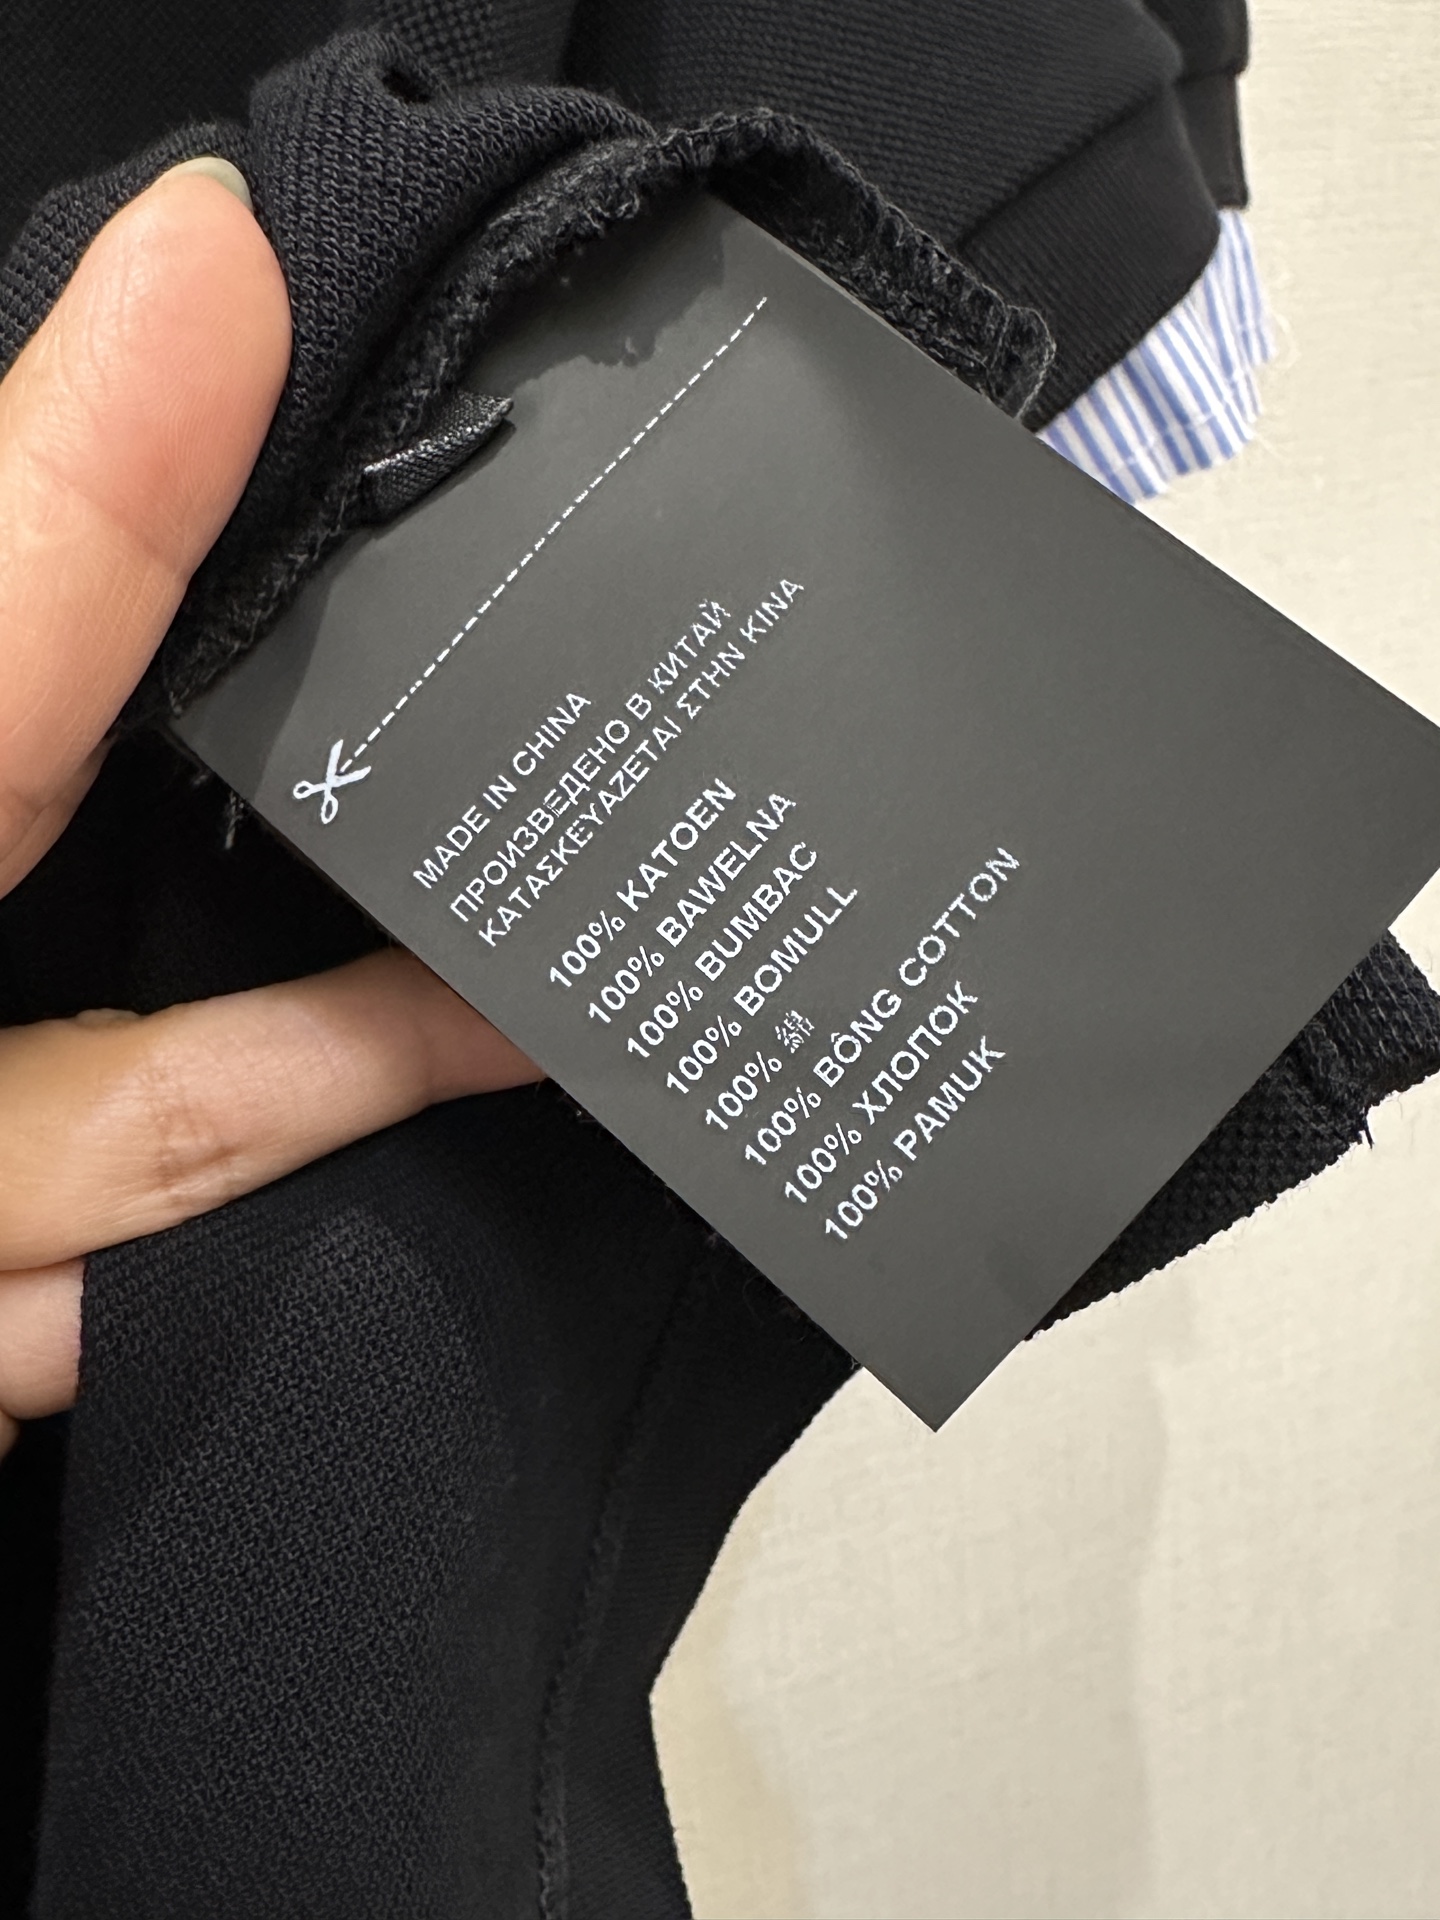 MADE IN CHINA
ПРОИЗВЕДЕНО В КИТАЙ
ΚΑΤΑΣΚΕΥΑΖΕΤΑΙ ΣΤΗΝ ΚΙΝΑ
100% KATOEN
100% BAWELNA
100% BUMBAC
100% BOMULL
100% 綿
100% BÔNG COTTON
100% ХЛОПОК
100% PAMUK